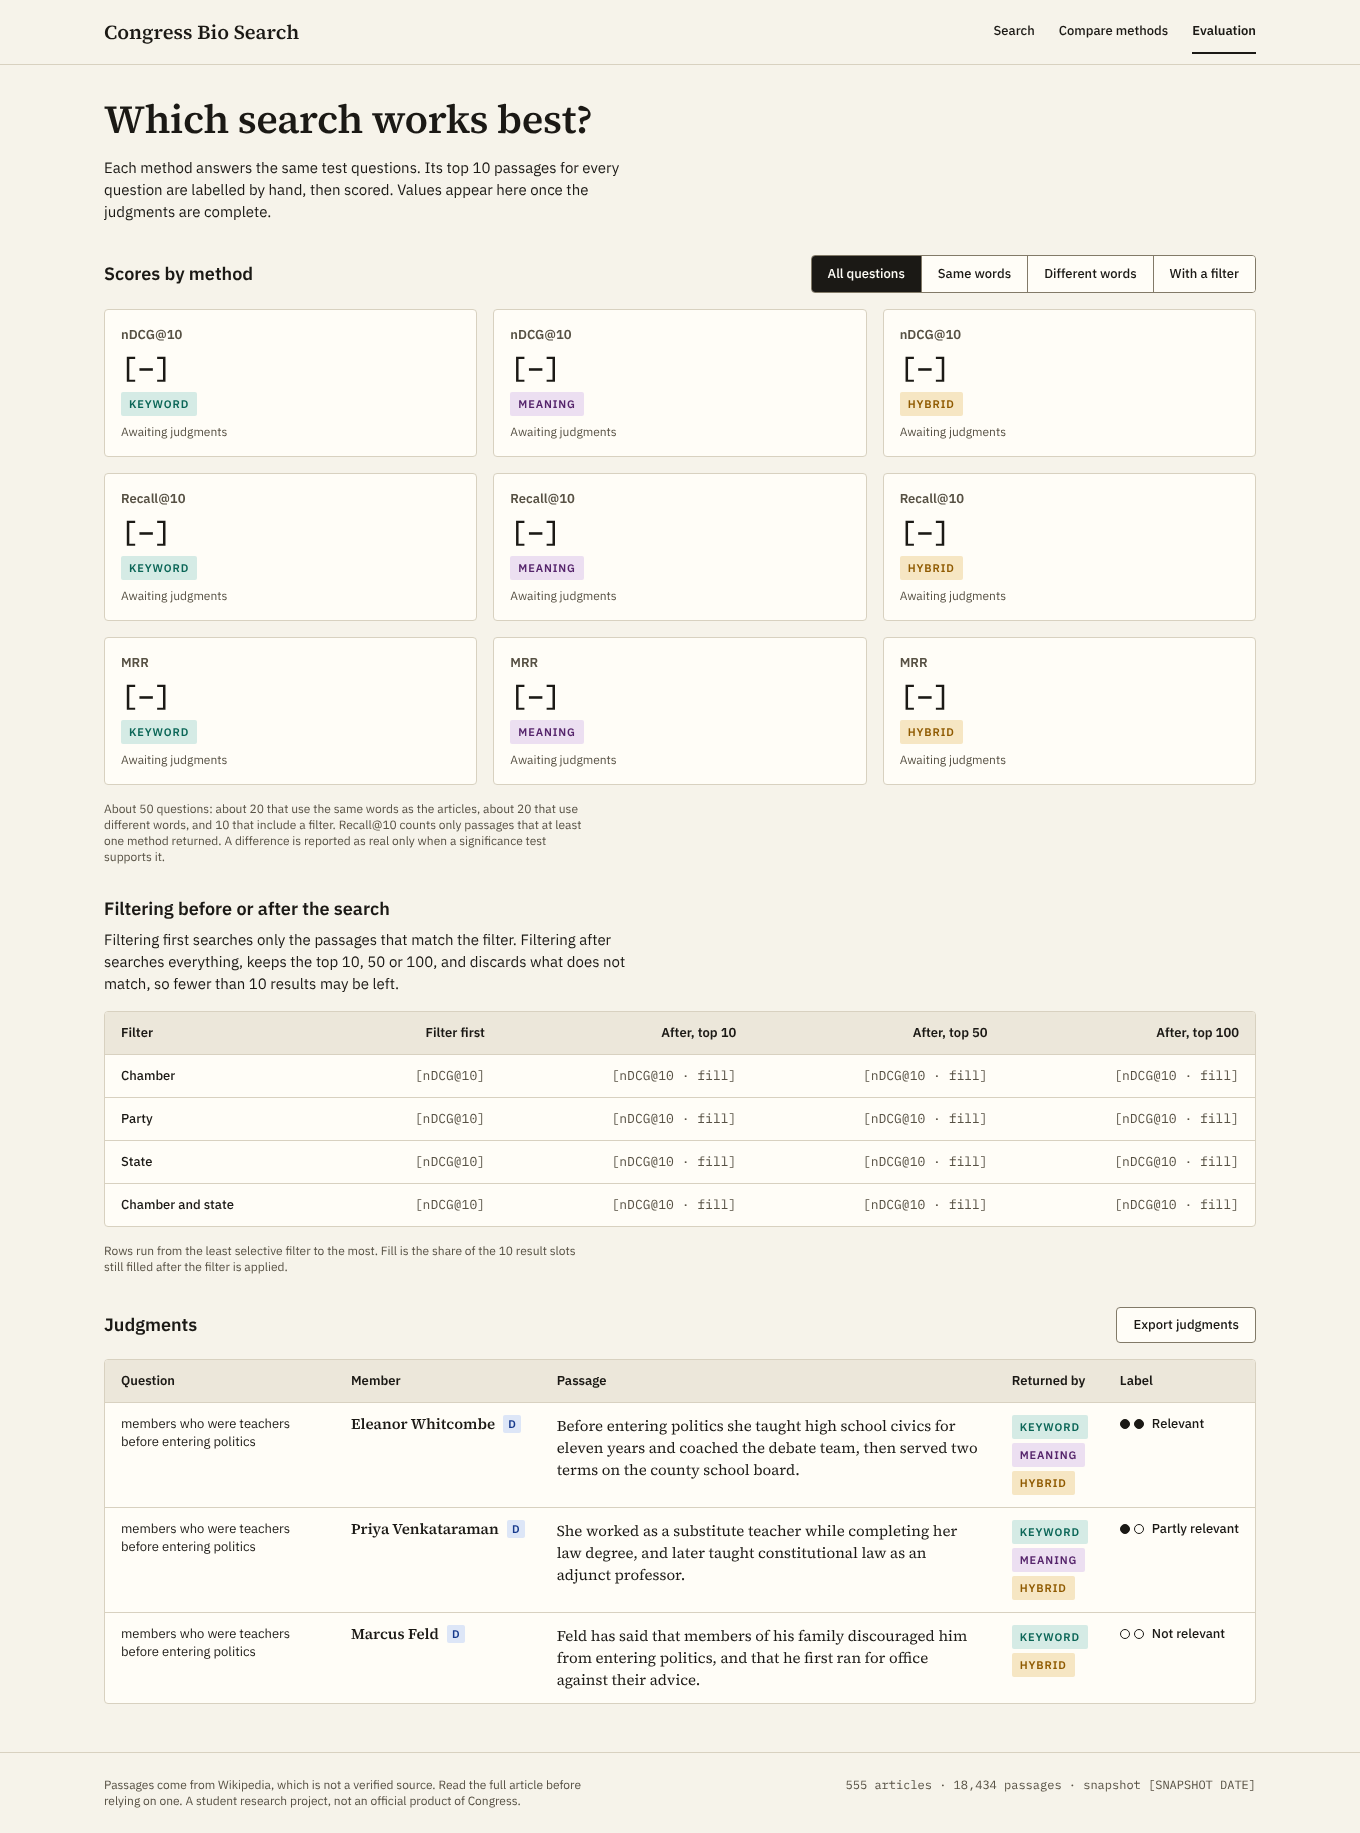 Congress Bio Search
Search Compare methods Evaluation
Which search works best?
Each method answers the same test questions. Its top 10 passages for every
question are labelled by hand, then scored. Values appear here once the
judgments are complete.
Scores by method
All questions Same words Different words With a filter
nDCG@10 nDCG@10 nDCG@10
[–] [–] [–]
KEYWORD MEANING HYBRID
Awaiting judgments Awaiting judgments Awaiting judgments
Recall@10 Recall@10 Recall@10
[–] [–] [–]
KEYWORD MEANING HYBRID
Awaiting judgments Awaiting judgments Awaiting judgments
MRR MRR MRR
[–] [–] [–]
KEYWORD MEANING HYBRID
Awaiting judgments Awaiting judgments Awaiting judgments
About 50 questions: about 20 that use the same words as the articles, about 20 that use
different words, and 10 that include a filter. Recall@10 counts only passages that at least
one method returned. A difference is reported as real only when a significance test
supports it.
Filtering before or after the search
Filtering first searches only the passages that match the filter. Filtering after
searches everything, keeps the top 10, 50 or 100, and discards what does not
match, so fewer than 10 results may be left.
Filter Filter first After, top 10 After, top 50 After, top 100
Chamber [nDCG@10] [nDCG@10 · fill] [nDCG@10 · fill] [nDCG@10 · fill]
Party [nDCG@10] [nDCG@10 · fill] [nDCG@10 · fill] [nDCG@10 · fill]
State [nDCG@10] [nDCG@10 · fill] [nDCG@10 · fill] [nDCG@10 · fill]
Chamber and state [nDCG@10] [nDCG@10 · fill] [nDCG@10 · fill] [nDCG@10 · fill]
Rows run from the least selective filter to the most. Fill is the share of the 10 result slots
still filled after the filter is applied.
Judgments
Export judgments
Question Member Passage Returned by Label
members who were teachers
before entering politics
Eleanor Whitcombe D
Before entering politics she taught high school civics for
eleven years and coached the debate team, then served two
terms on the county school board.
KEYWORD
MEANING
HYBRID
Relevant
members who were teachers
before entering politics
Priya Venkataraman D
She worked as a substitute teacher while completing her
law degree, and later taught constitutional law as an
adjunct professor.
KEYWORD
MEANING
HYBRID
Partly relevant
members who were teachers
before entering politics
Marcus Feld D
Feld has said that members of his family discouraged him
from entering politics, and that he first ran for office
against their advice.
KEYWORD
HYBRID
Not relevant
Passages come from Wikipedia, which is not a verified source. Read the full article before
relying on one. A student research project, not an official product of Congress.
555 articles · 18,434 passages · snapshot [SNAPSHOT DATE]